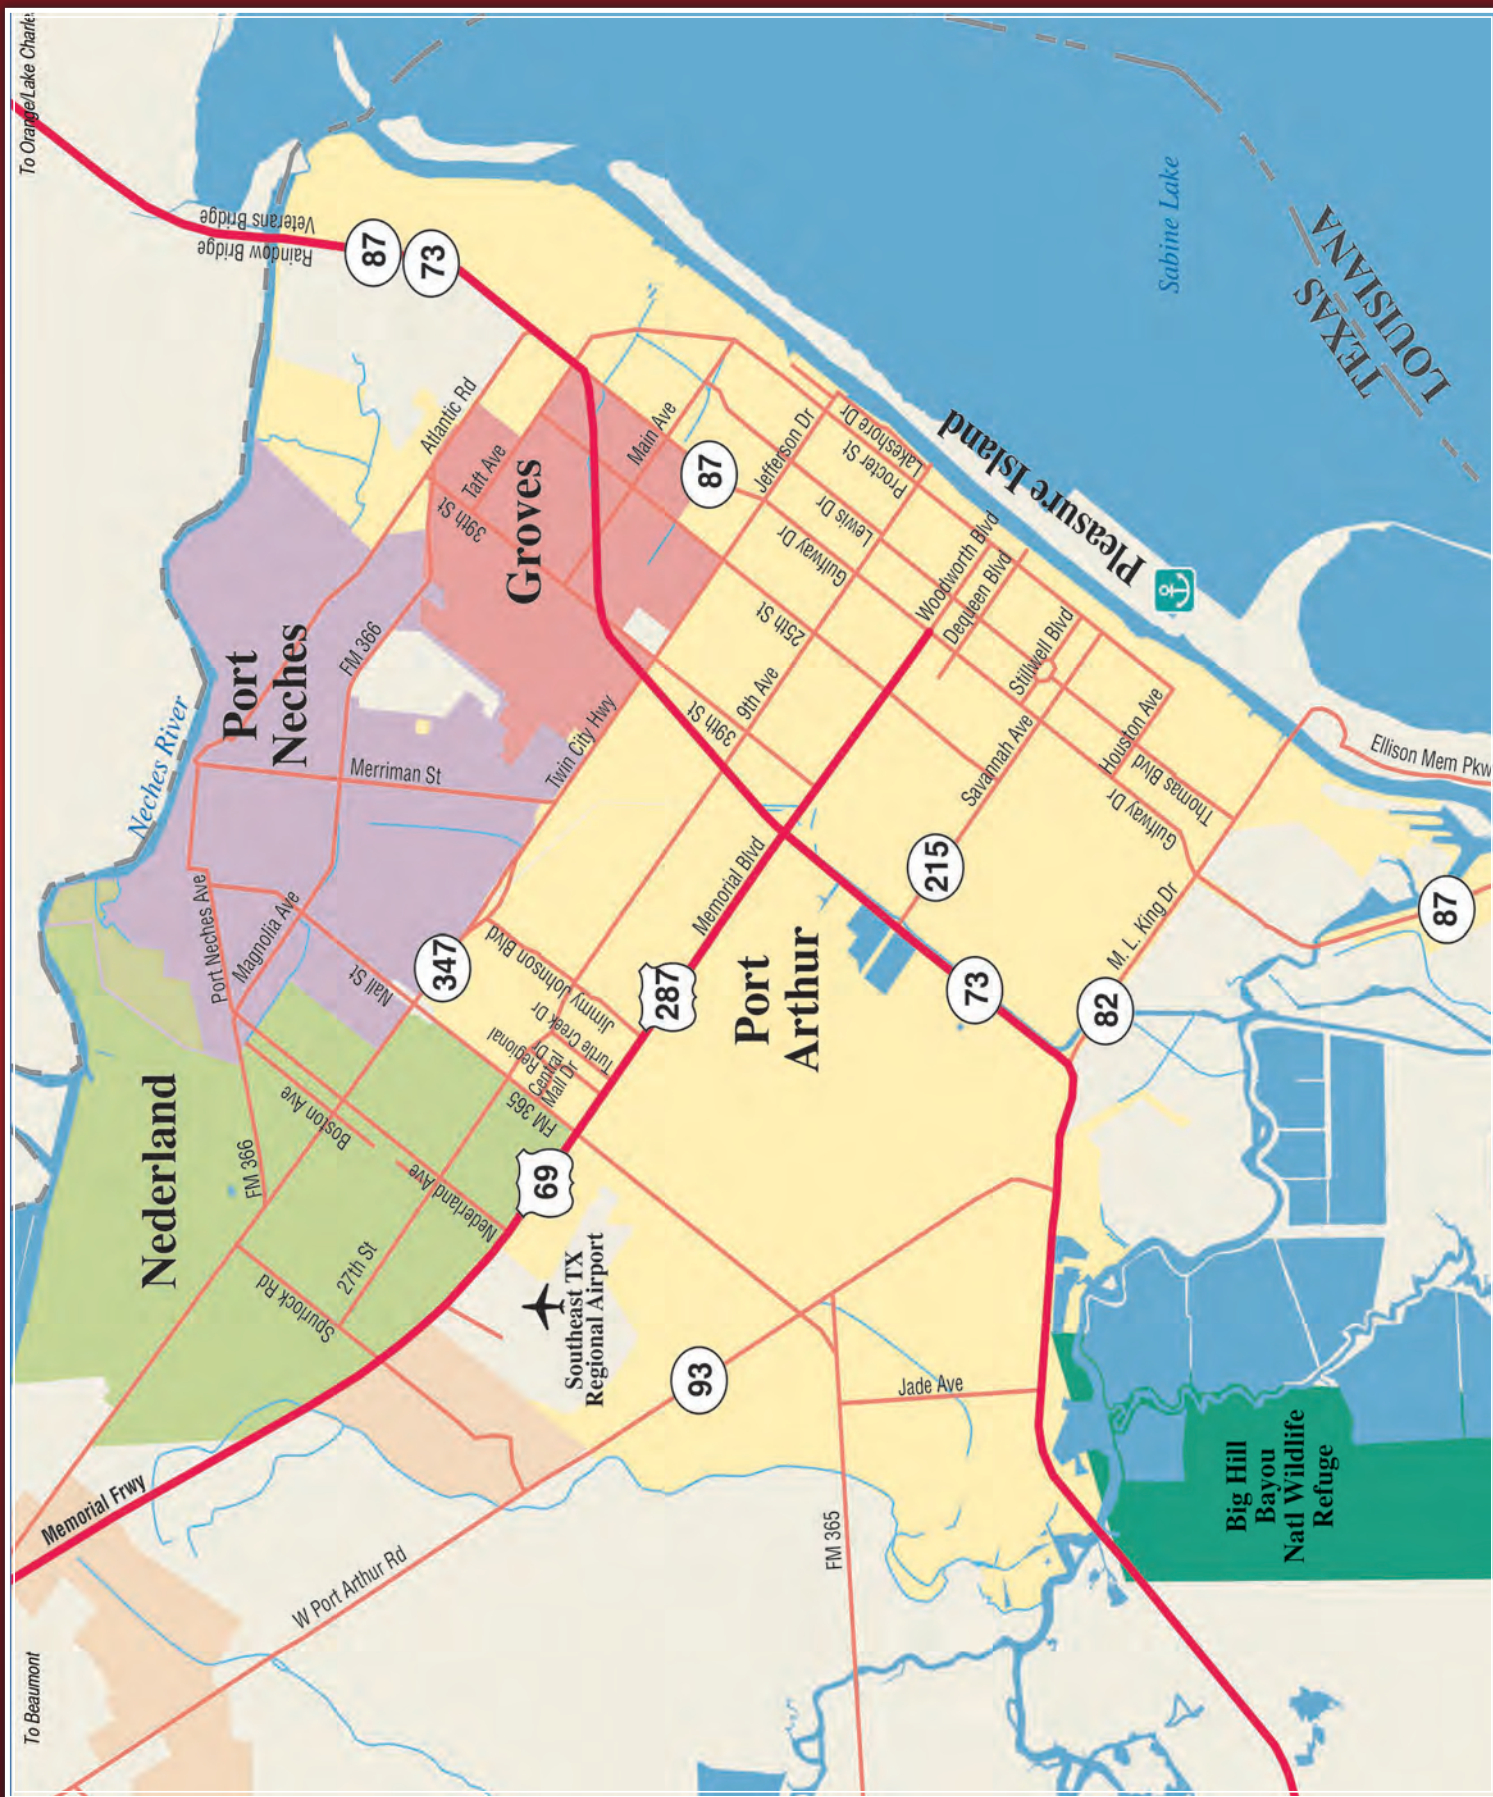 To Orange/Lake Charle
Veterans Bridge
Raindow Bridge
87
73
Sabine Lake
TEXAS
LOUISIANA
Atlantic Rd
Taft Ave
39th St
Groves
Main Ave
87
Jefferson Dr
Lakeshore Dr
Procter St
Lewis Dr
Gulfway Dr
Pleasure Island
Woodworth Blvd
Dequeen Blvd
25th St
Stillwell Blvd
Port
Neches
FM 366
Neches River
Merriman St
Twin City Hwy
9th Ave
39th St
Savannah Ave
Houston Ave
Thomas Blvd
Gulfway Dr
Ellison Mem Pkw
Memorial Blvd
215
M. L. King Dr
87
Port Neches Ave
Magnolia Ave
Nall St
347
Jimmy Johnson Blvd
Turtle Creek Dr
Regional
Dr
Central
Mall Dr
287
Port
Arthur
73
82
FM 365
Nederland
Boston Ave
FM 366
Nederland Ave
69
27th St
Spurlock Rd
Southeast TX
Regional Airport
93
Jade Ave
Big Hill
Bayou
Natl Wildlife
Refuge
Memorial Frwy
W Port Arthur Rd
FM 365
To Beaumont